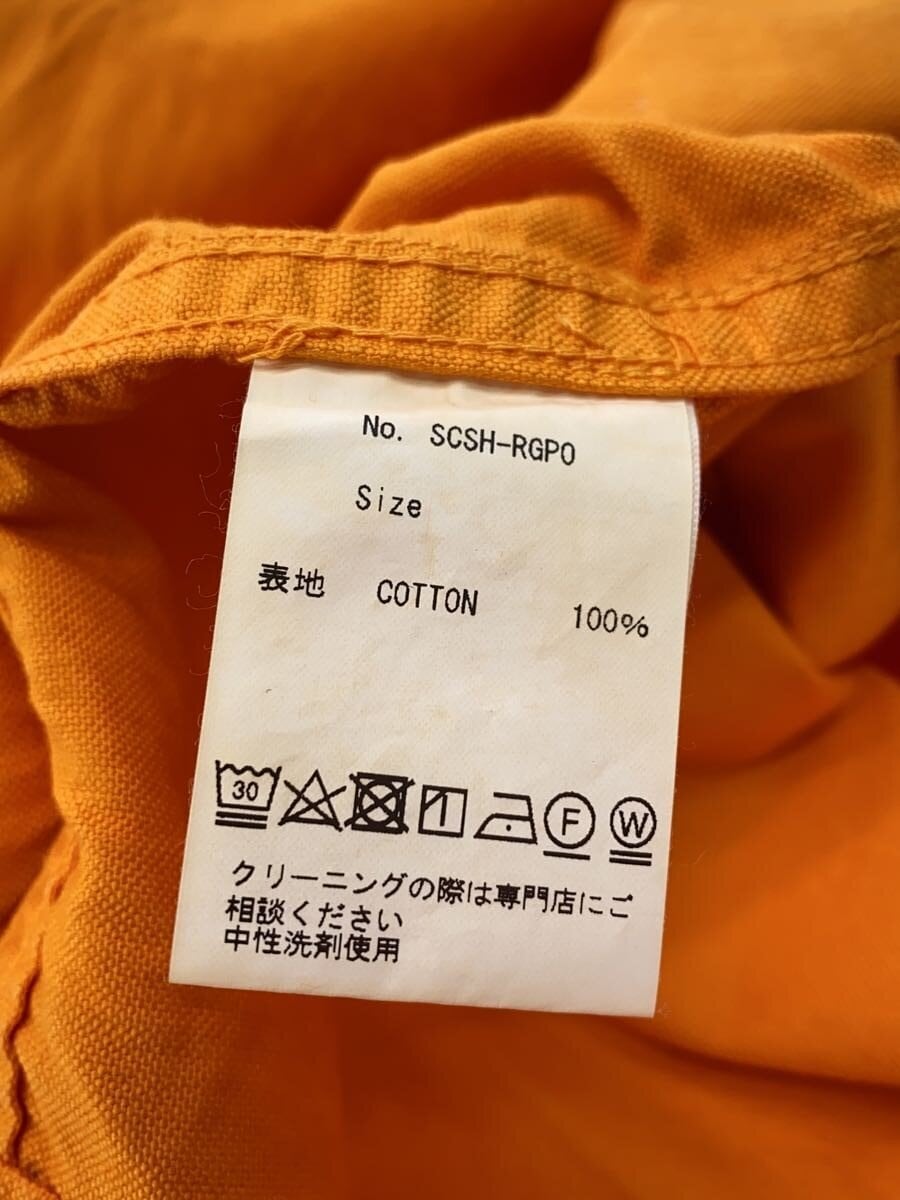 No. SCSH-RGPO
Size
表地 COTTON 100%
30 F W
クリーニングの際は専門店にご
相談ください
中性洗剤使用